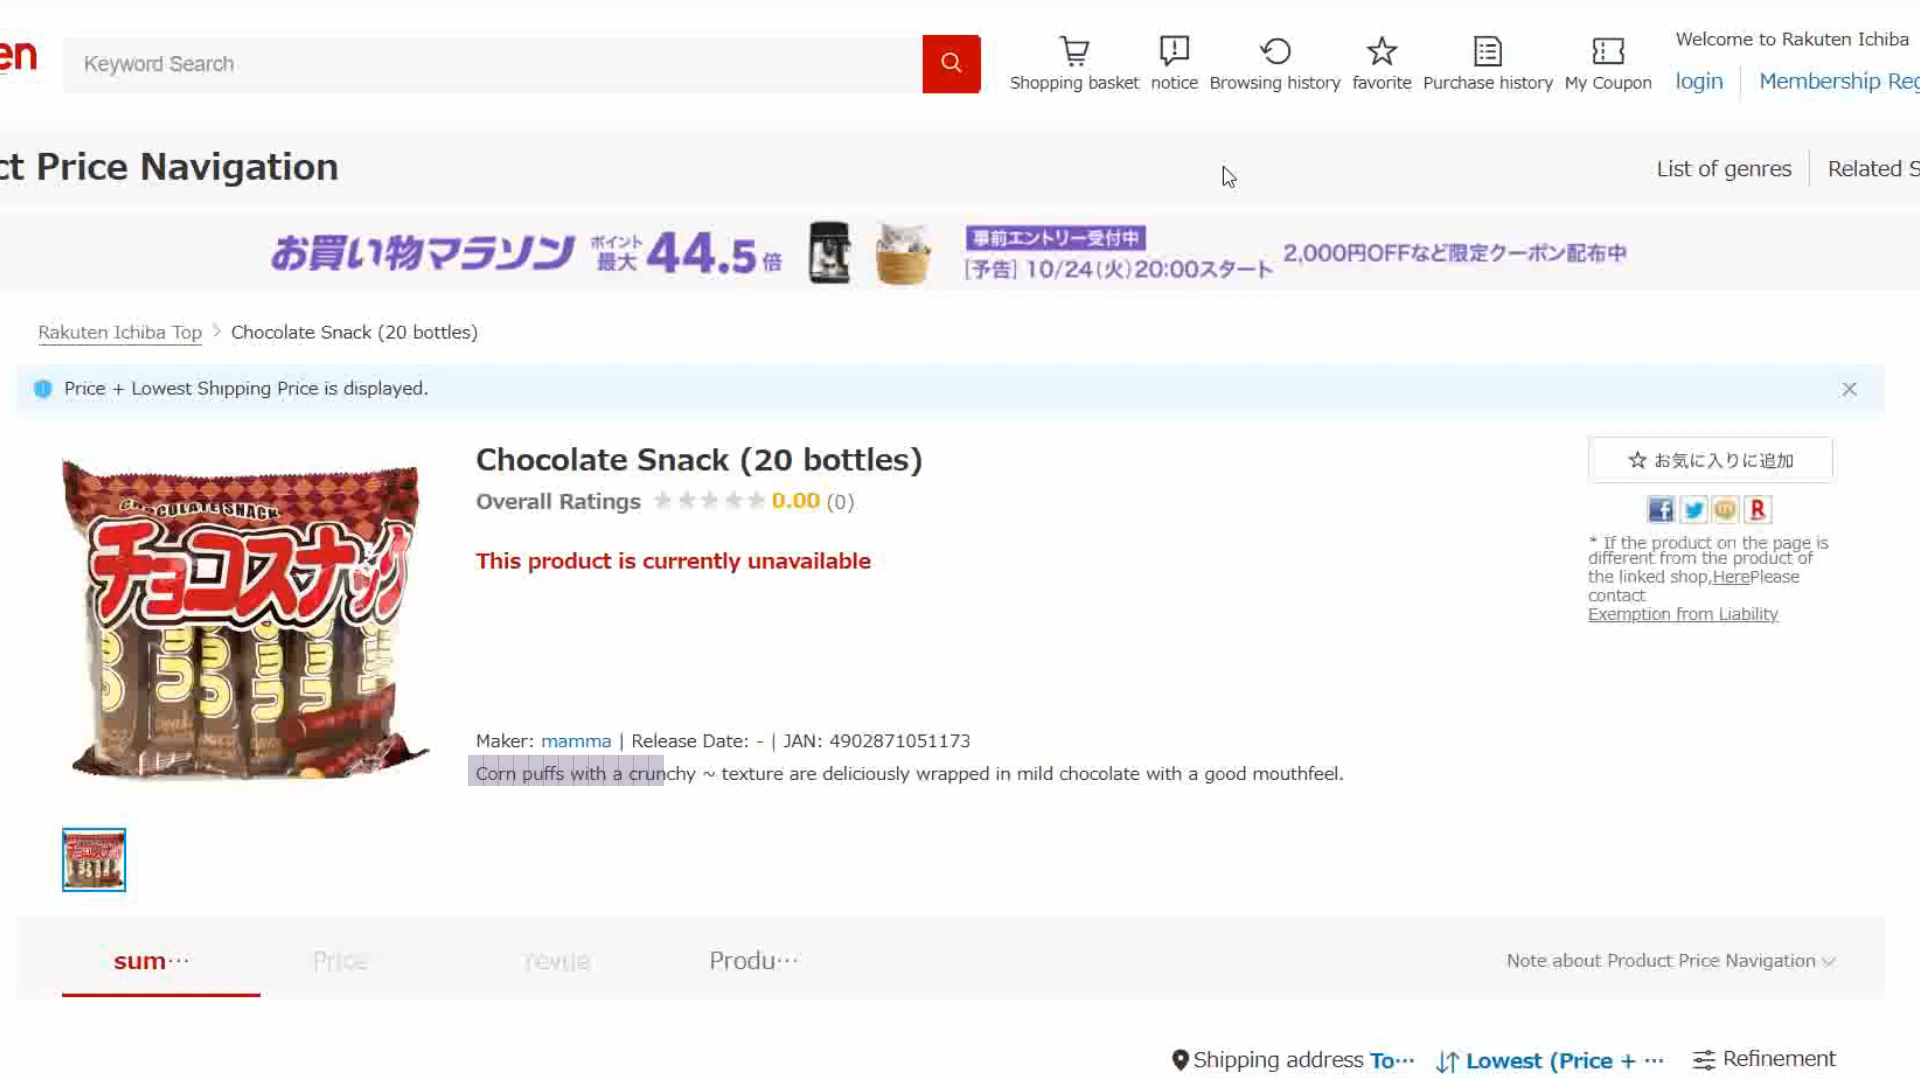 en
Keyword Search
Shopping basket
notice
Browsing history
favorite
Purchase history
My Coupon
Welcome to Rakuten Ichiba
login
Membership Reg
ct Price Navigation
List of genres
Related S
お買い物マラソン ポイント最大 44.5倍
事前エントリー受付中
[予告] 10/24(火)20:00スタート
2,000円OFFなど限定クーポン配布中
Rakuten Ichiba Top > Chocolate Snack (20 bottles)
Price + Lowest Shipping Price is displayed.
Chocolate Snack (20 bottles)
Overall Ratings 0.00 (0)
This product is currently unavailable
CHOCOLATE SNACK
チョコスナック
☆ お気に入りに追加
* If the product on the page is
different from the product of
the linked shop,HerePlease
contact
Exemption from Liability
Maker: mamma | Release Date: - | JAN: 4902871051173
Corn puffs with a crunchy ~ texture are deliciously wrapped in mild chocolate with a good mouthfeel.
sum···
Price
revue
Produ···
Note about Product Price Navigation
Shipping address To···
Lowest (Price + ···
Refinement